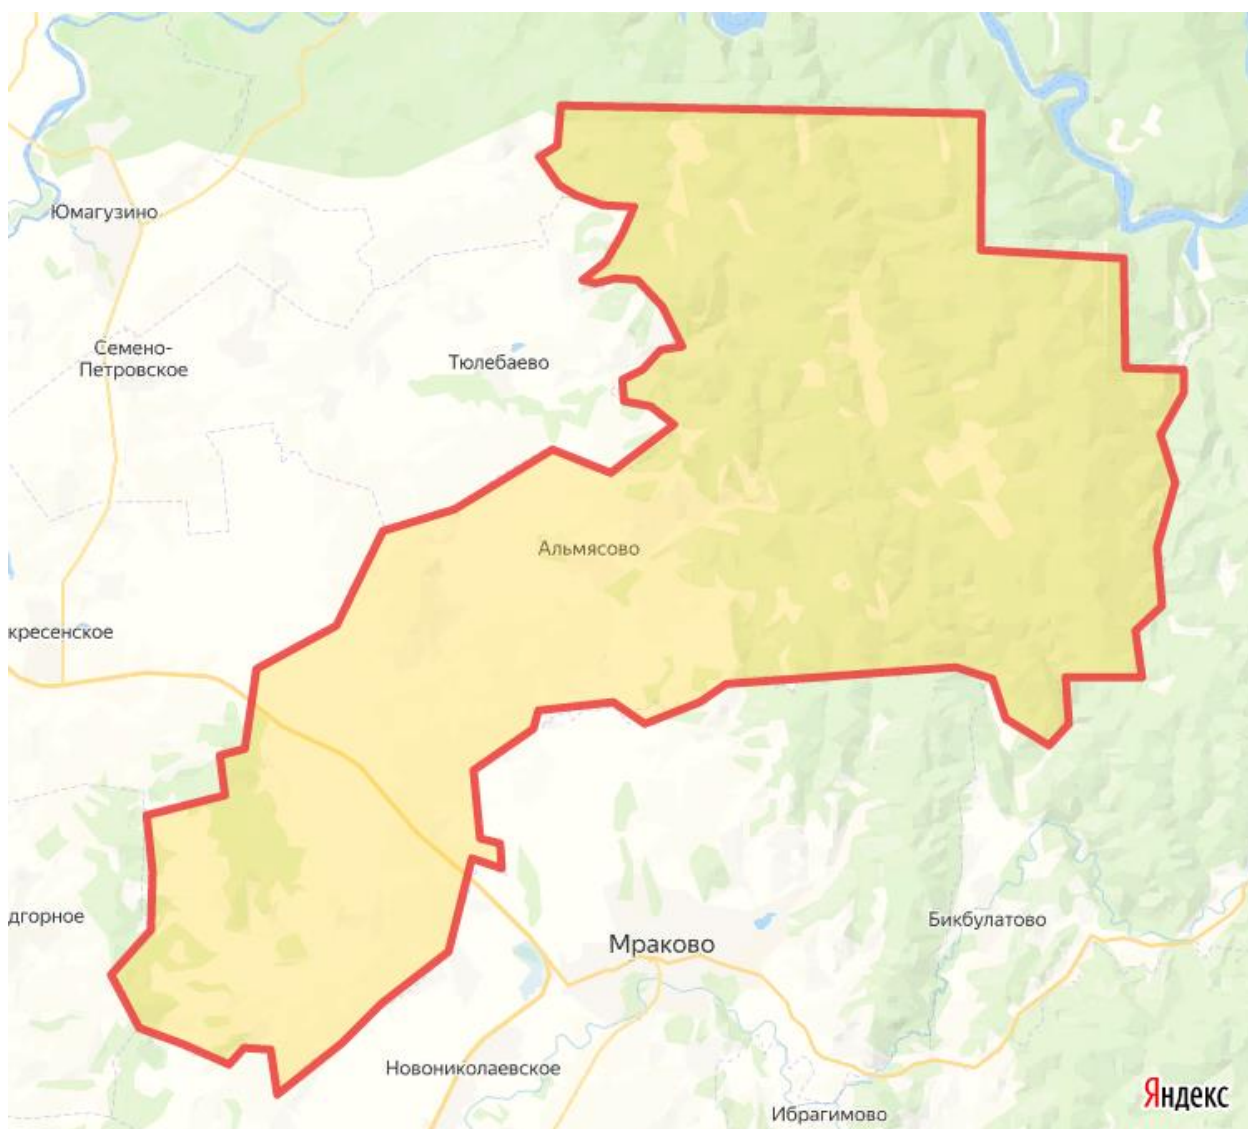 Юмагузино
Семено-
Петровское
Тюлебаево
Альмясово
кресенское
дгорное
Бикбулатово
Мраково
Новониколаевское
Ибрагимово
Яндекс